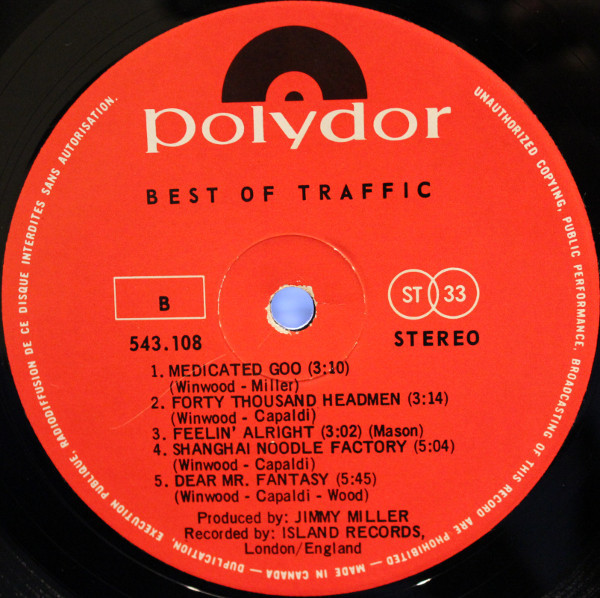 polydor
BEST OF TRAFFIC
B
543.108
ST 33
STEREO
1. MEDICATED GOO (3:10)
(Winwood - Miller)
2. FORTY THOUSAND HEADMEN (3:14)
(Winwood - Capaldi)
3. FEELIN' ALRIGHT (3:02) (Mason)
4. SHANGHAI NOODLE FACTORY (5:04)
(Winwood - Capaldi)
5. DEAR MR. FANTASY (5:45)
(Winwood - Capaldi - Wood)
Produced by: JIMMY MILLER
Recorded by: ISLAND RECORDS,
London/England
UNAUTHORIZED COPYING, PUBLIC PERFORMANCE, BROADCASTING OF THIS RECORD ARE PROHIBITED — MADE IN CANADA — DUPLICATION, EXECUTION PUBLIQUE, RADIODIFFUSION DE CE DISQUE INTERDITES SANS AUTORISATION.